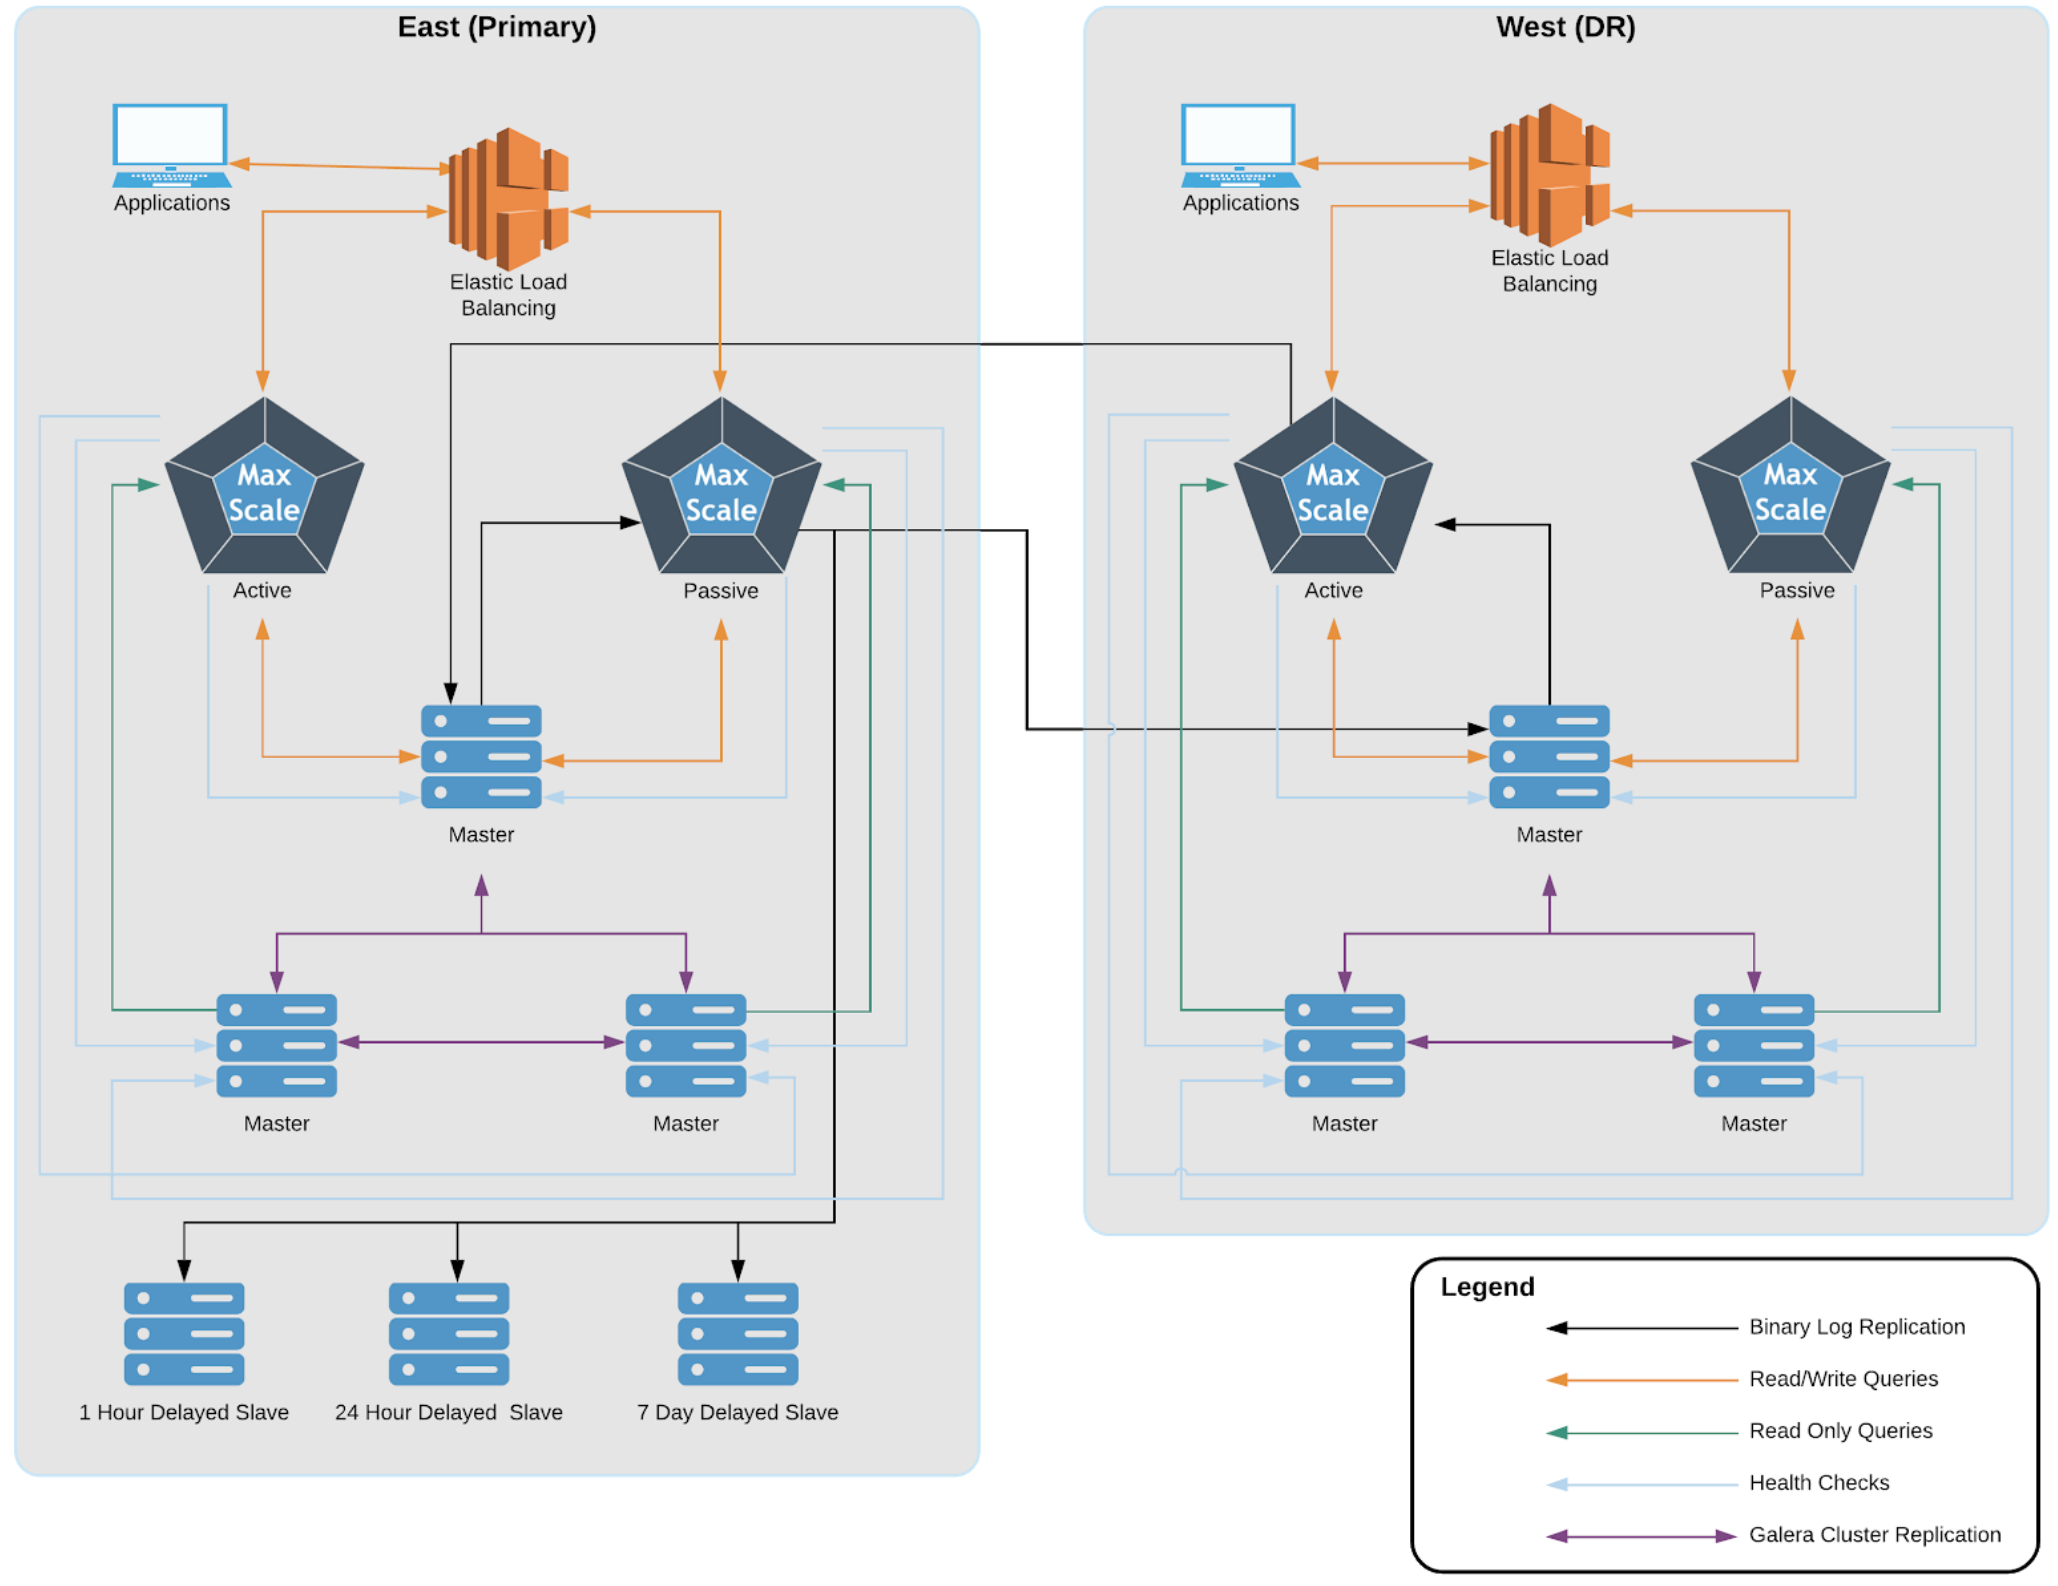 East (Primary)
Applications
Elastic Load
Balancing
Max
Scale
Active
Max
Scale
Passive
Master
Master
Master
1 Hour Delayed Slave
24 Hour Delayed  Slave
7 Day Delayed Slave
West (DR)
Applications
Elastic Load
Balancing
Max
Scale
Active
Max
Scale
Passive
Master
Master
Master
Legend
Binary Log Replication
Read/Write Queries
Read Only Queries
Health Checks
Galera Cluster Replication